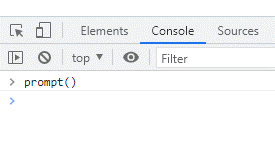 Elements Console Sources
top ▼ Filter
> prompt()
>